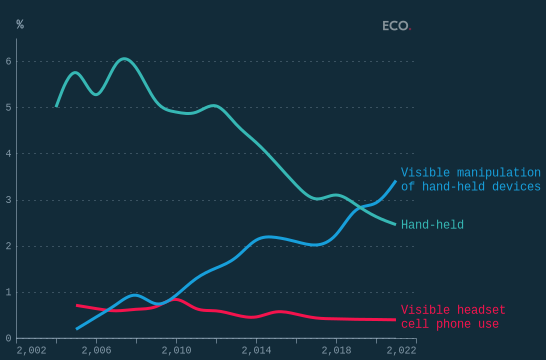 %
ECO.
6
5
4
3
2
1
0
Visible manipulation
of hand-held devices
Hand-held
Visible headset
cell phone use
2,002 2,006 2,010 2,014 2,018 2,022